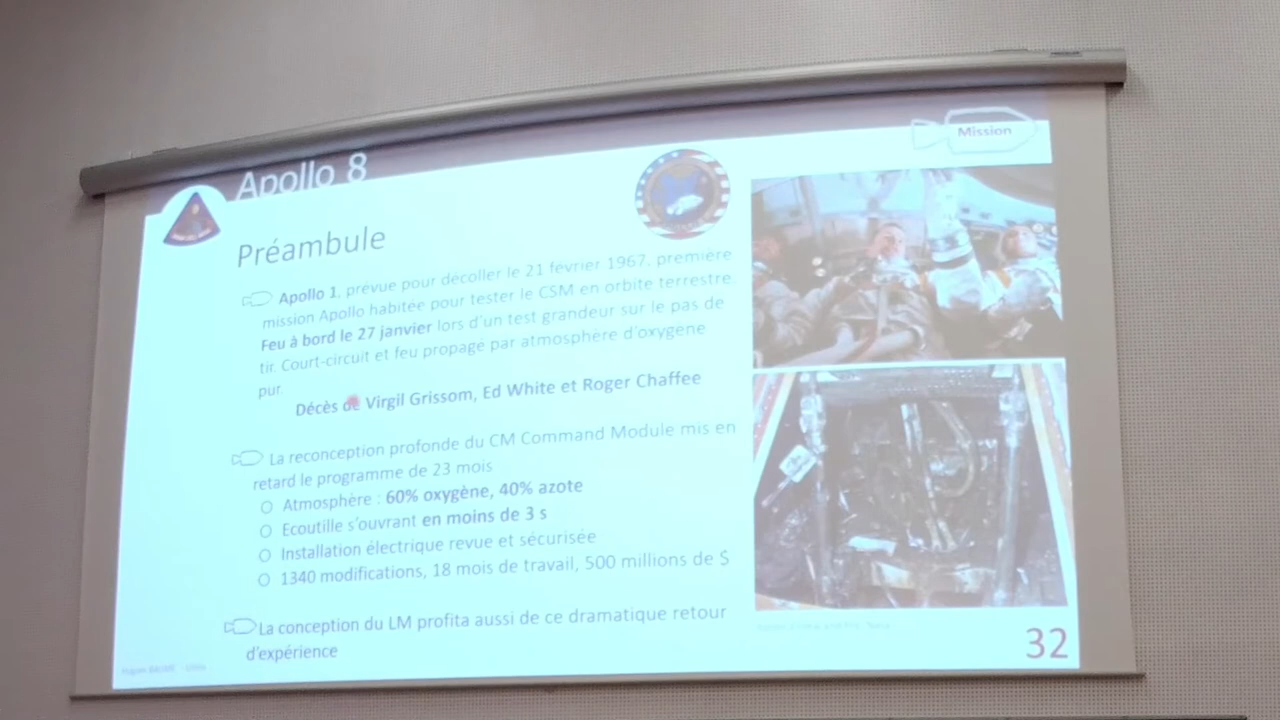 Apollo 8
Mission
Préambule
Apollo 1, prévue pour décoller le 21 février 1967, première
mission Apollo habitée pour tester le CSM en orbite terrestre.
Feu à bord le 27 janvier lors d'un test grandeur sur le pas de
tir. Court-circuit et feu propagé par atmosphère d'oxygène
pur.
Décès de Virgil Grissom, Ed White et Roger Chaffee
La reconception profonde du CM Command Module mis en
retard le programme de 23 mois
Atmosphère : 60% oxygène, 40% azote
Ecoutille s'ouvrant en moins de 3 s
Installation électrique revue et sécurisée
1340 modifications, 18 mois de travail, 500 millions de $
La conception du LM profita aussi de ce dramatique retour
d'expérience
32